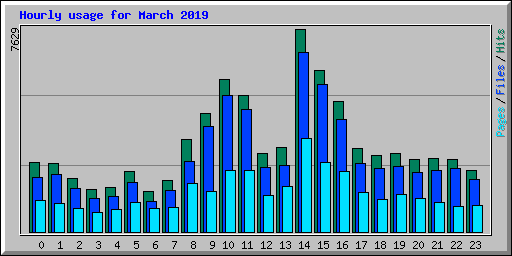 Hourly usage for March 2019
7629
Pages/Files/Hits
0 1 2 3 4 5 6 7 8 9 10 11 12 13 14 15 16 17 18 19 20 21 22 23